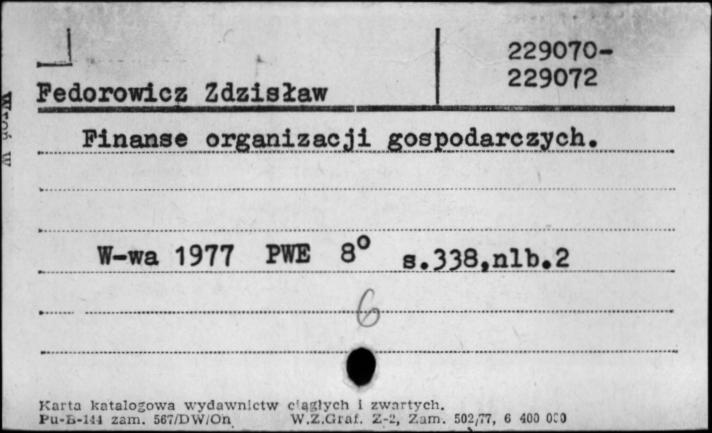 229070-
229072
Fedorowicz Zdzisław
Finanse organizacji gospodarczych.
W-wa 1977 PWE 8° s.338,nlb.2
6
Karta katalogowa wydawnictw ciągłych i zwartych.
Pu-B-144 zam. 567/DW/On W.Z.Graf. Z-2, Zam. 502/77, 6 400 000